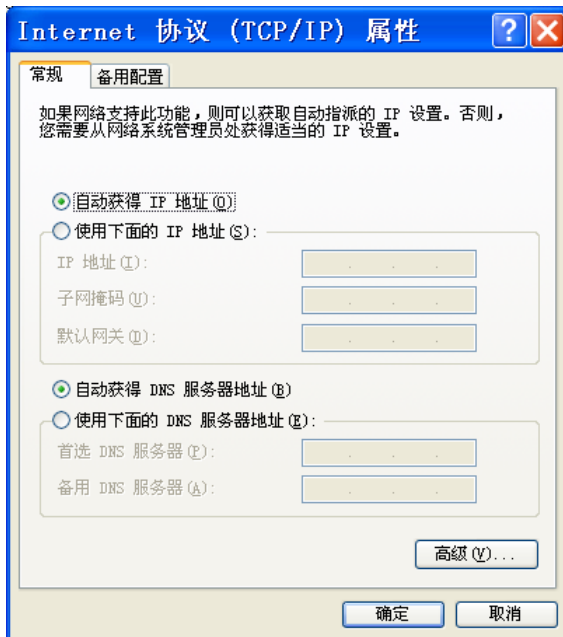 Internet 协议 (TCP/IP) 属性
常规
备用配置
如果网络支持此功能，则可以获取自动指派的 IP 设置。否则，
您需要从网络系统管理员处获得适当的 IP 设置。
自动获得 IP 地址(O)
使用下面的 IP 地址(S):
IP 地址(I):
子网掩码(U):
默认网关(D):
自动获得 DNS 服务器地址(B)
使用下面的 DNS 服务器地址(E):
首选 DNS 服务器(P):
备用 DNS 服务器(A):
高级(V)...
确定
取消